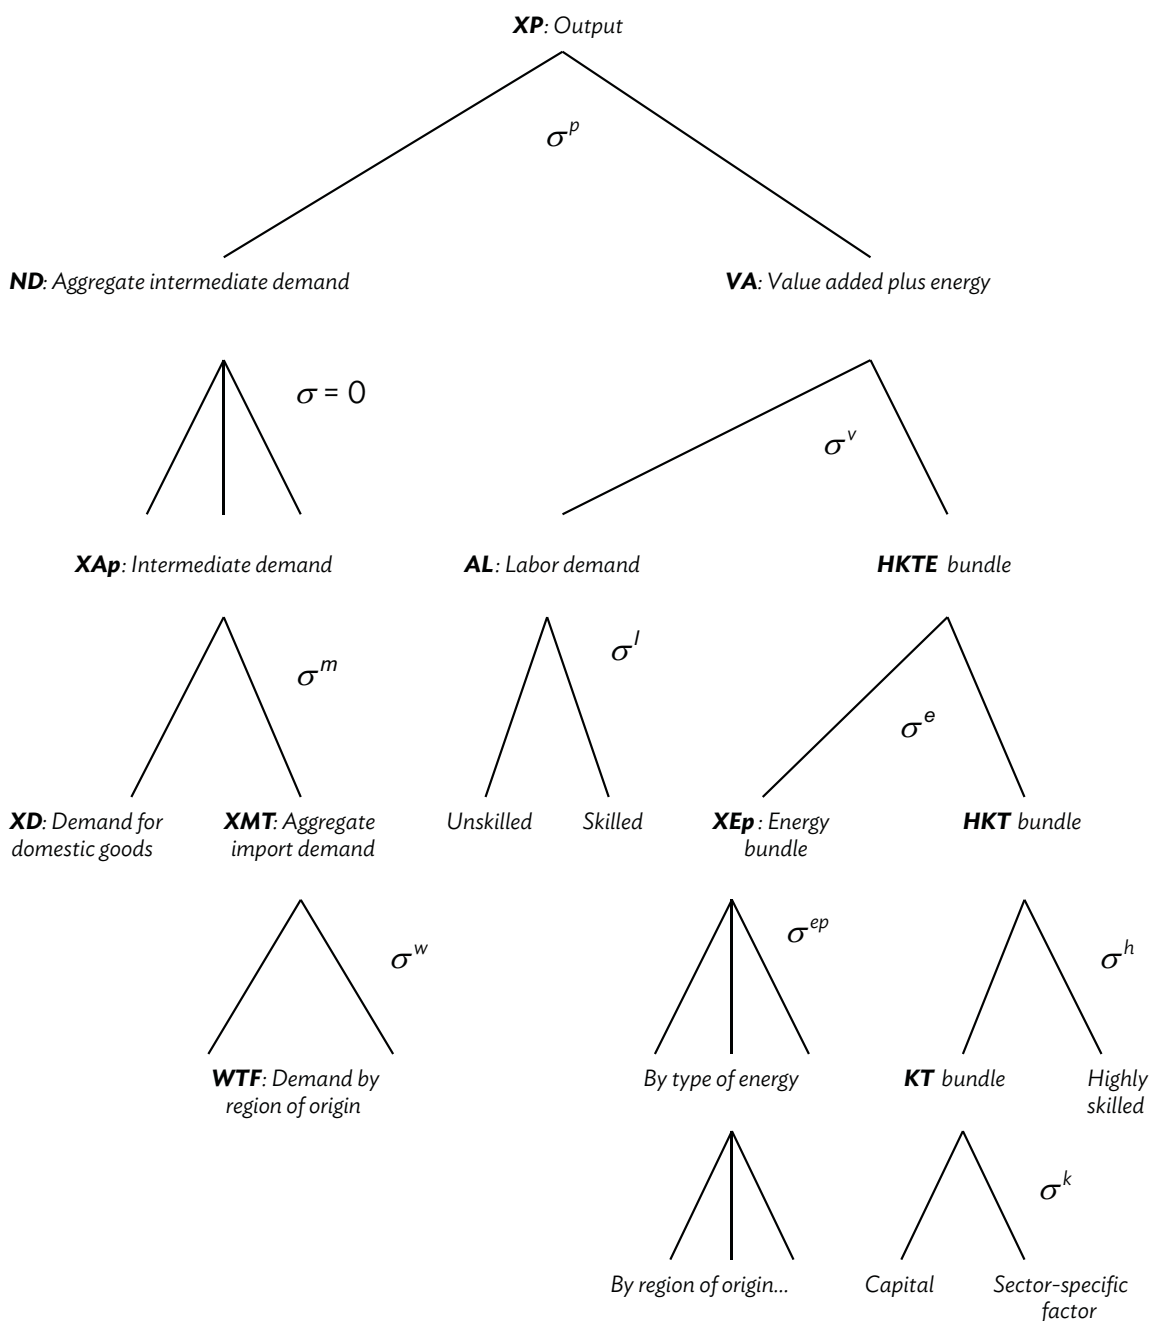 XP: Output
σ^p
ND: Aggregate intermediate demand
VA: Value added plus energy
σ = 0
σ^v
XAp: Intermediate demand
AL: Labor demand
HKTE bundle
σ^m
σ^l
σ^e
XD: Demand for
domestic goods
XMT: Aggregate
import demand
Unskilled
Skilled
XEp : Energy
bundle
HKT bundle
σ^w
σ^ep
σ^h
WTF: Demand by
region of origin
By type of energy
KT bundle
Highly
skilled
σ^k
By region of origin...
Capital
Sector-specific
factor